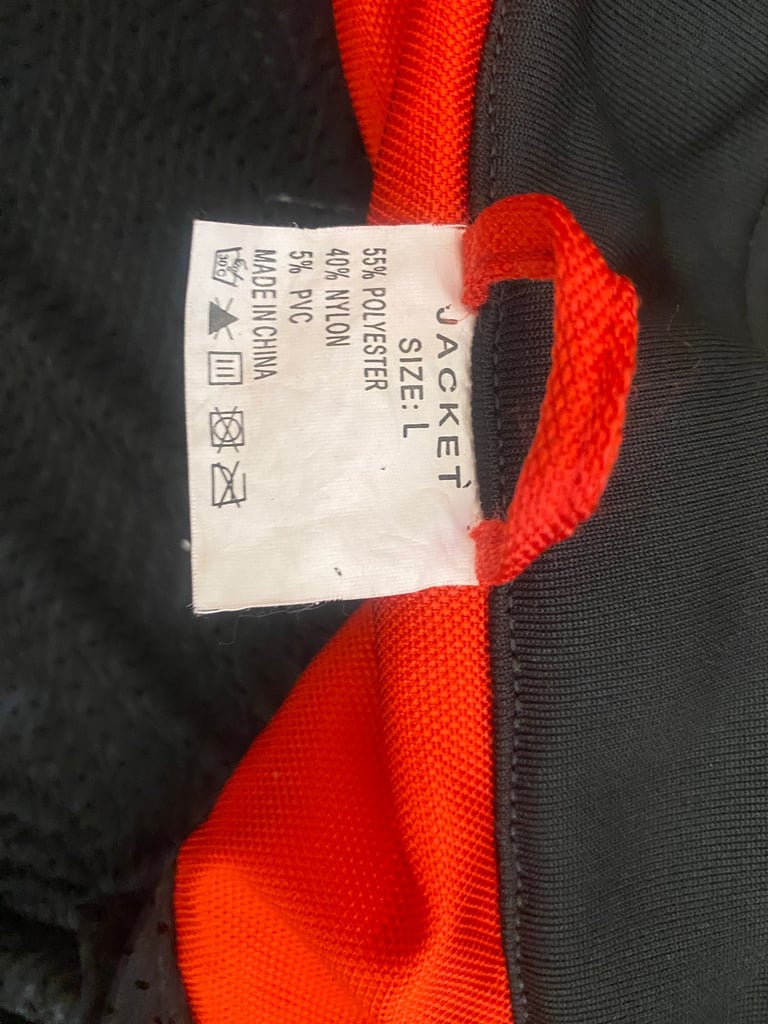 JACKET
SIZE: L
55% POLYESTER
40% NYLON
5% PVC
MADE IN CHINA